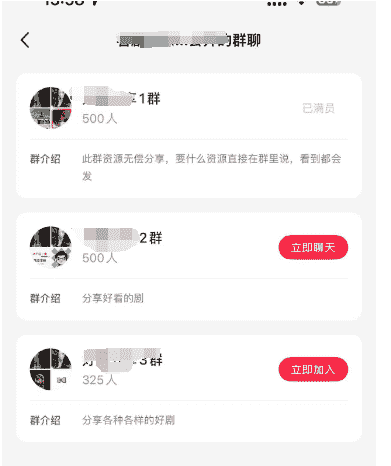 的群聊
1群
500人
已满员
群介绍
此群资源无偿分享，要什么资源直接在群里说，看到都会
发
2群
500人
立即聊天
群介绍
分享好看的剧
3群
325人
立即加入
群介绍
分享各种各样的好剧